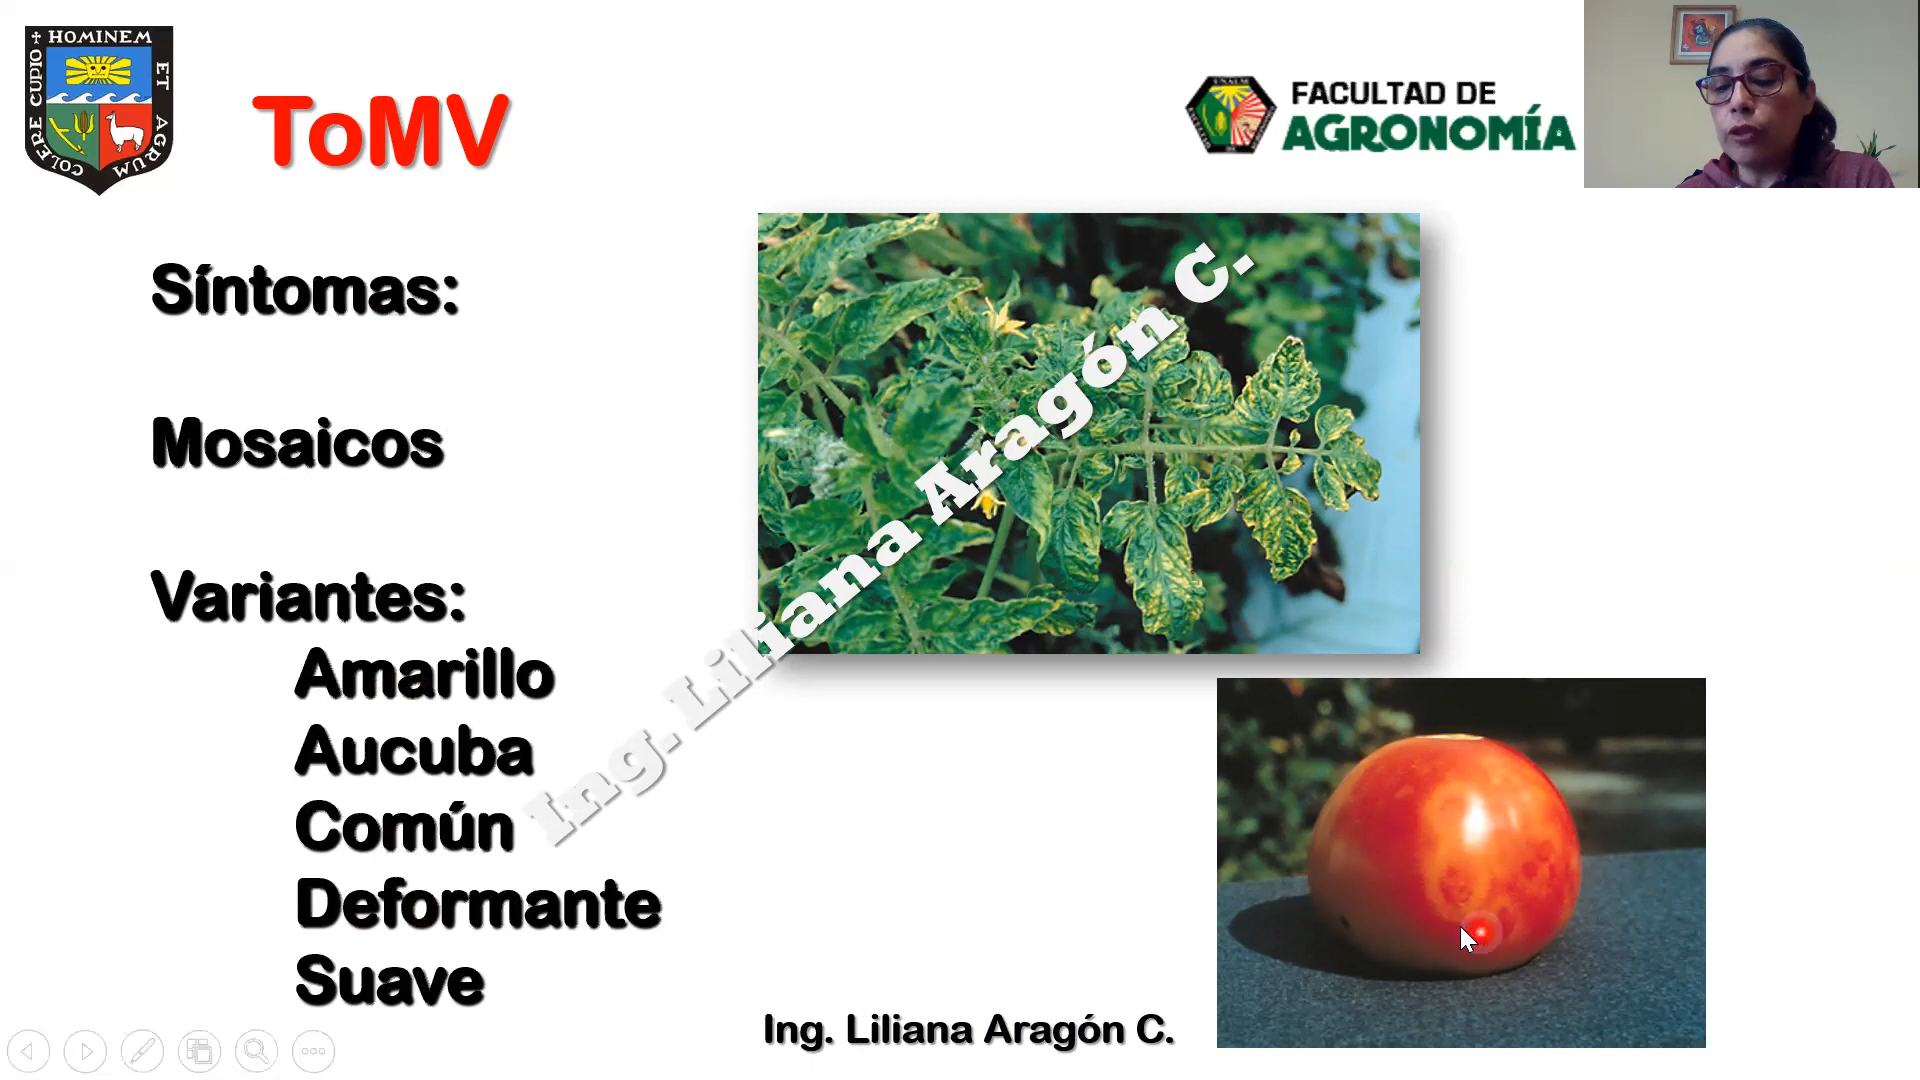 COLERE CUPIO HOMINEM ET AGRUM
ToMV
FACULTAD DE
AGRONOMÍA
Síntomas:
Mosaicos
Variantes:
Amarillo
Aucuba
Común
Deformante
Suave
Ing. Liliana Aragón C.
Ing. Liliana Aragón C.